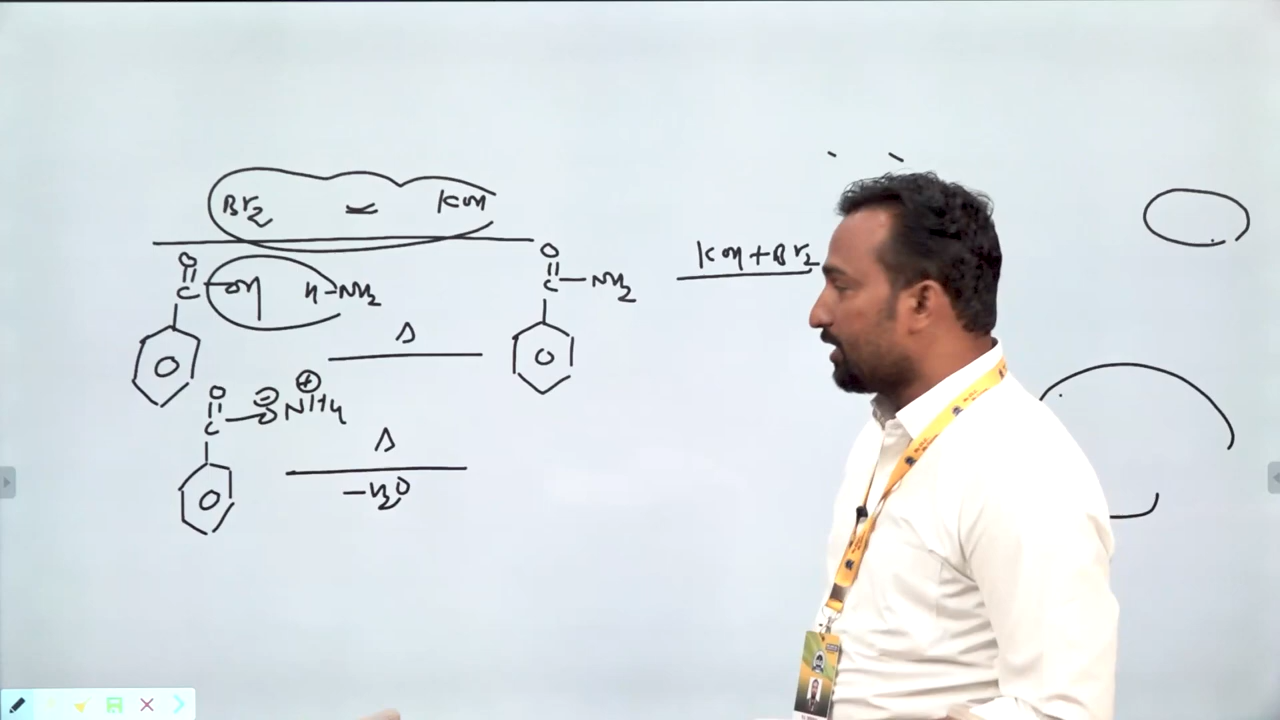 Br2 = KOH
O
C OH H-NH2
Δ
O
C-NH2
KOH+Br2
O
C-O⊖ ⊕NH4
Δ
-H2O